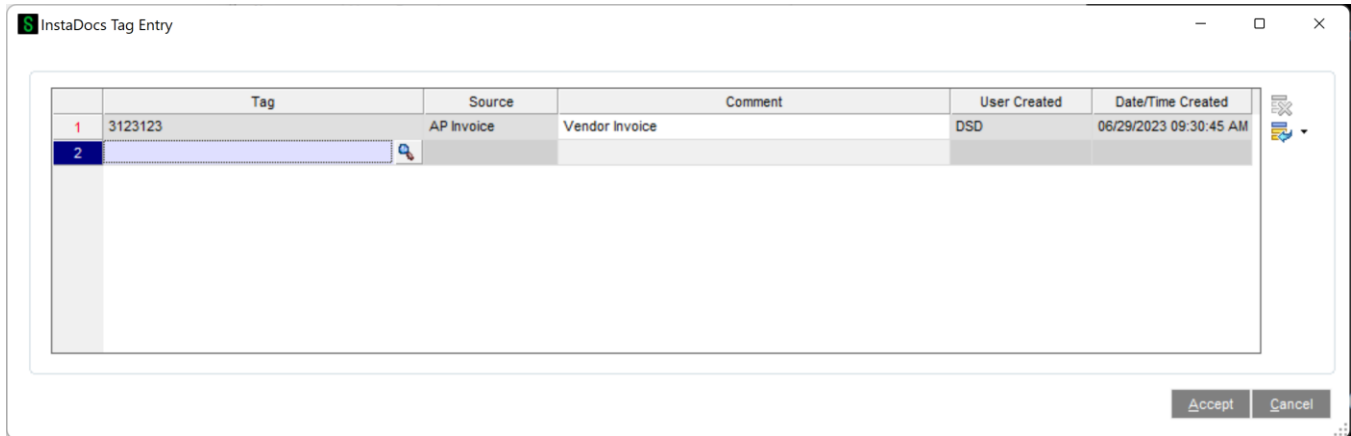 InstaDocs Tag Entry
Tag Source Comment User Created Date/Time Created
1 3123123 AP Invoice Vendor Invoice DSD 06/29/2023 09:30:45 AM
2
Accept Cancel